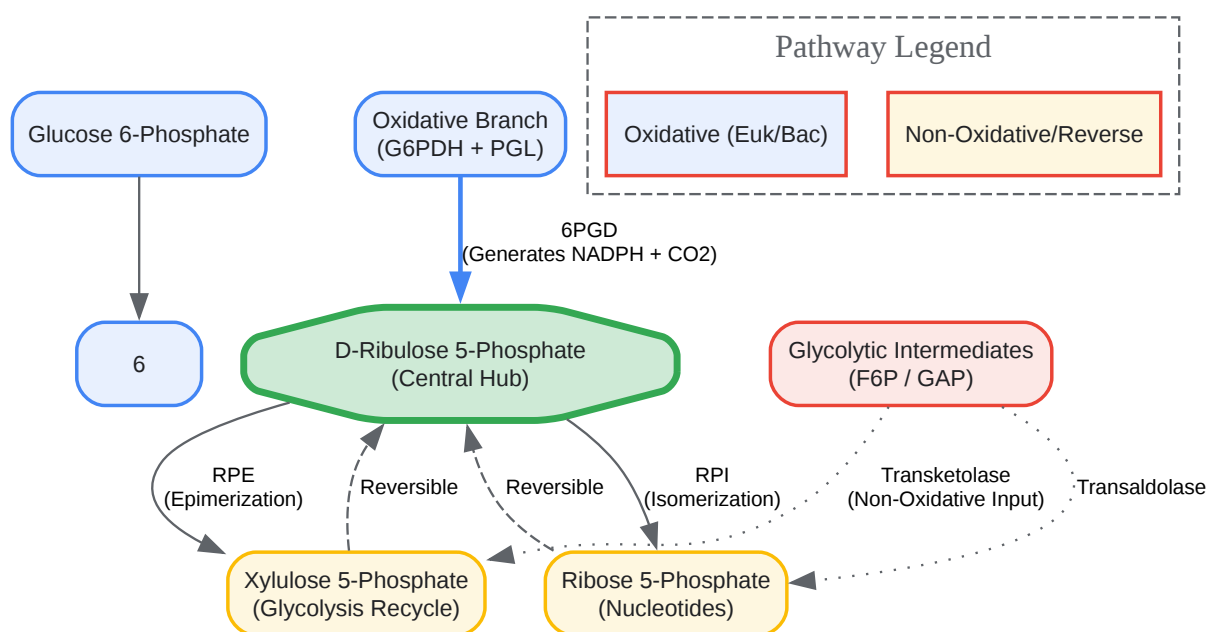 Pathway Legend
Glucose 6-Phosphate
Oxidative Branch
(G6PDH + PGL)
Oxidative (Euk/Bac)
Non-Oxidative/Reverse
6PGD
(Generates NADPH + CO2)
6
D-Ribulose 5-Phosphate
(Central Hub)
Glycolytic Intermediates
(F6P / GAP)
RPE
(Epimerization)
Reversible
Reversible
RPI
(Isomerization)
Transketolase
(Non-Oxidative Input)
Transaldolase
Xylulose 5-Phosphate
(Glycolysis Recycle)
Ribose 5-Phosphate
(Nucleotides)